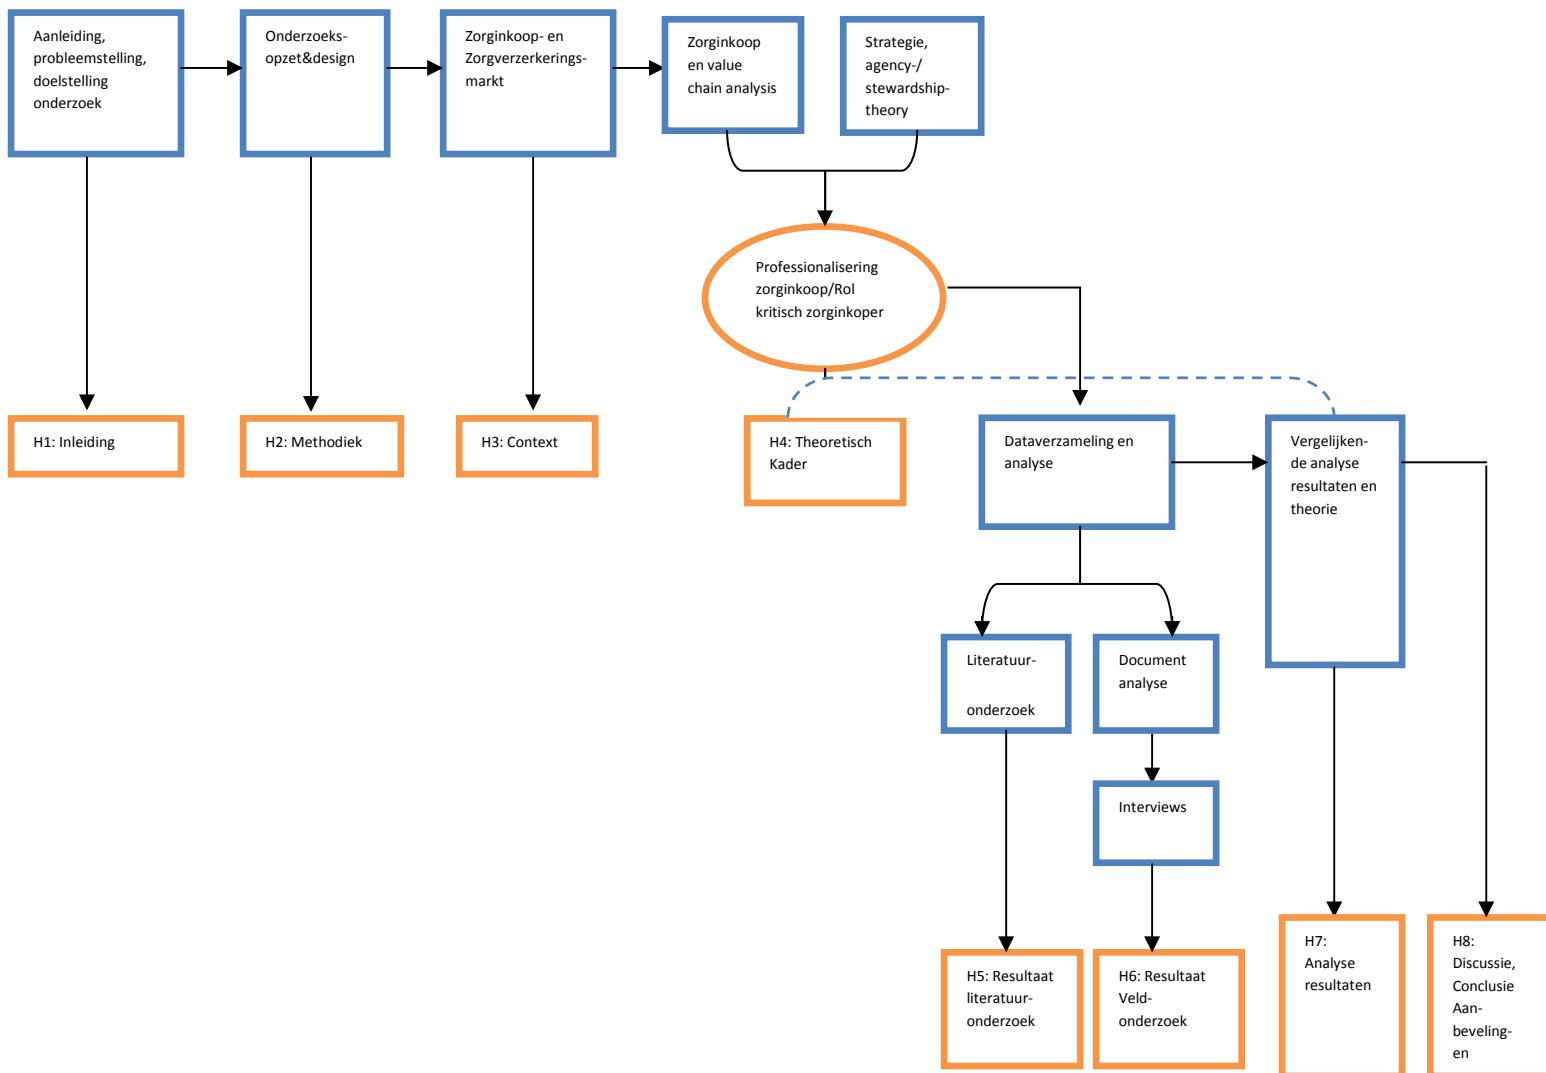 Aanleiding,
probleemstelling,
doelstelling
onderzoek
Onderzoeks-
opzet&design
Zorginkoop- en
Zorgverzerkerings-
markt
Zorginkoop
en value
chain analysis
Strategie,
agency-/
stewardship-
theory
Professionalisering
zorginkoop/Rol
kritisch zorginkoper
H1: Inleiding
H2: Methodiek
H3: Context
H4: Theoretisch
Kader
Dataverzameling en
analyse
Vergelijken-
de analyse
resultaten en
theorie
Literatuur-
onderzoek
Document
analyse
Interviews
H5: Resultaat
literatuur-
onderzoek
H6: Resultaat
Veld-
onderzoek
H7:
Analyse
resultaten
H8:
Discussie,
Conclusie
Aan-
beveling-
en